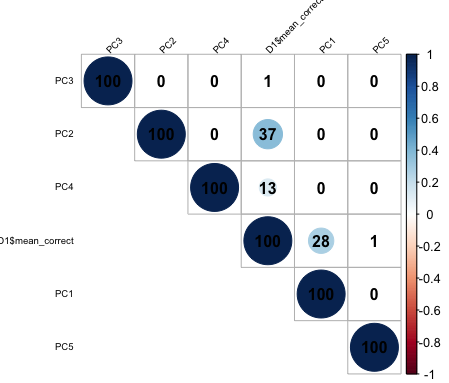 PC3 PC2 PC4 D1$mean_correct PC1 PC5
PC3 100 0 0 1 0 0
PC2 100 0 37 0 0
PC4 100 13 0 0
D1$mean_correct 100 28 1
PC1 100 0
PC5 100
1
0.8
0.6
0.4
0.2
0
-0.2
-0.4
-0.6
-0.8
-1